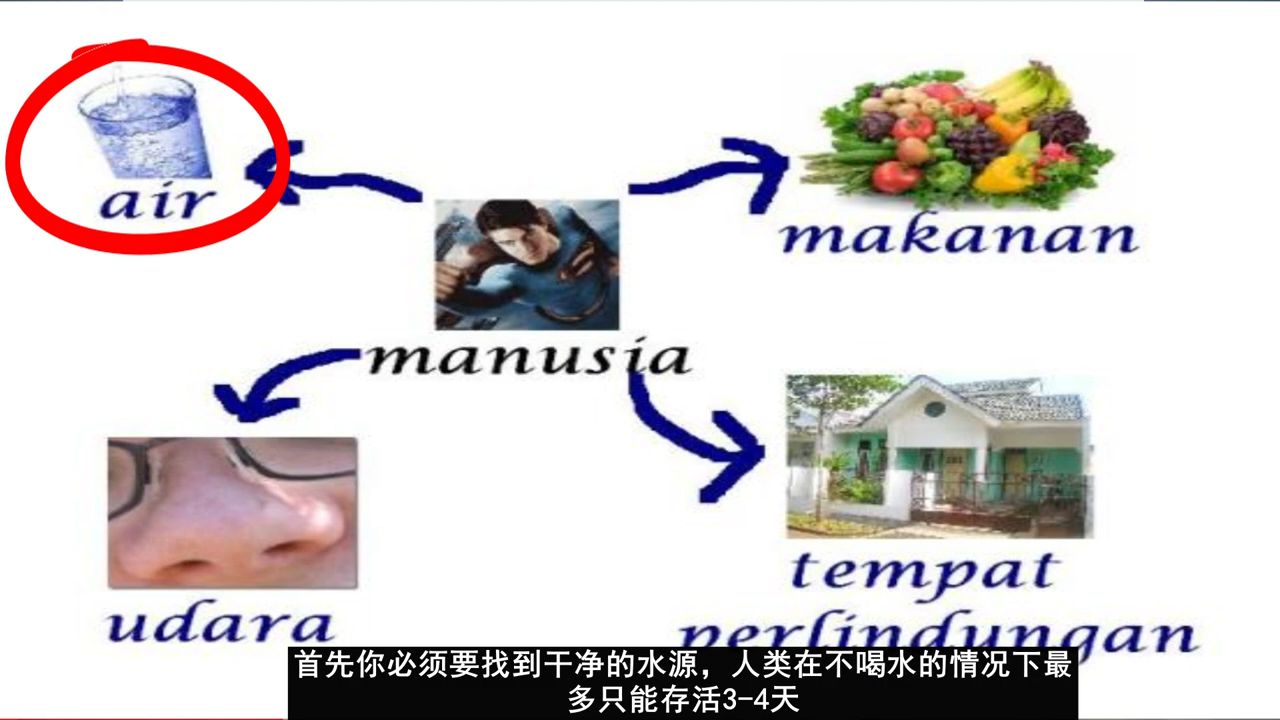 air
makanan
manusia
udara
tempat
perlindungan
首先你必须要找到干净的水源，人类在不喝水的情况下最
多只能存活3-4天